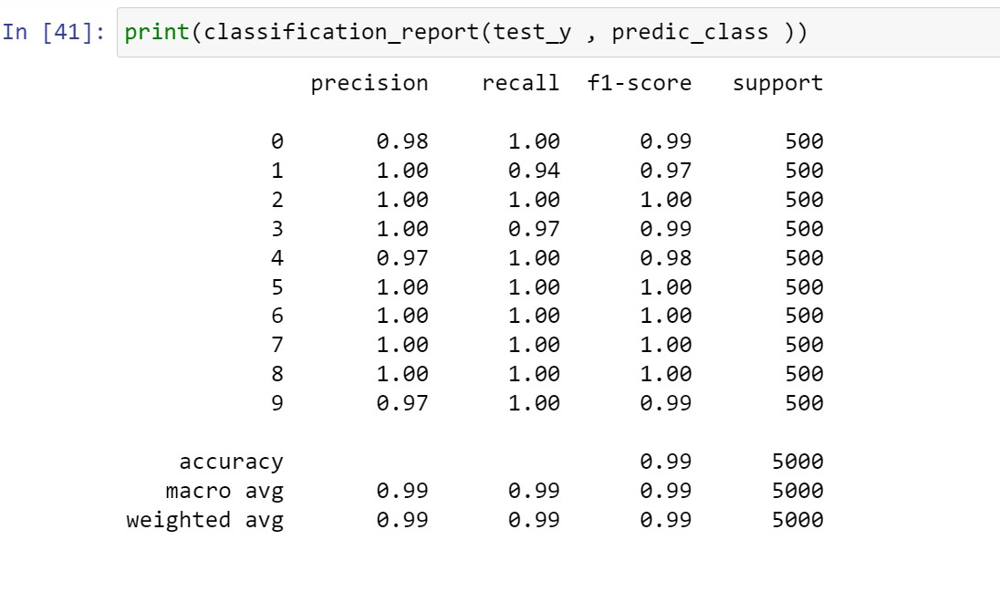 In [41]: print(classification_report(test_y , predic_class ))
precision recall f1-score support
0 0.98 1.00 0.99 500
1 1.00 0.94 0.97 500
2 1.00 1.00 1.00 500
3 1.00 0.97 0.99 500
4 0.97 1.00 0.98 500
5 1.00 1.00 1.00 500
6 1.00 1.00 1.00 500
7 1.00 1.00 1.00 500
8 1.00 1.00 1.00 500
9 0.97 1.00 0.99 500
accuracy 0.99 5000
macro avg 0.99 0.99 0.99 5000
weighted avg 0.99 0.99 0.99 5000